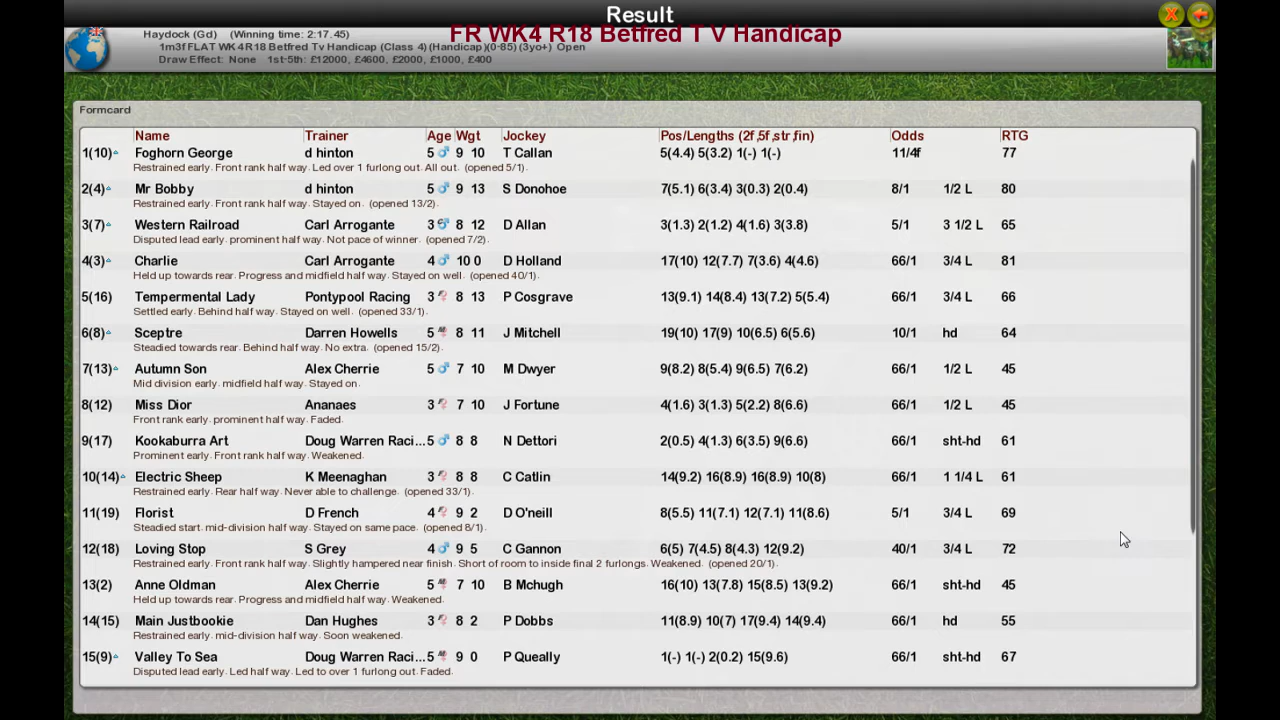 Result
FR WK4 R18 Betfred T V Handicap
Haydock (Gd) (Winning time: 2:17.45)
1m3f FLAT WK4R18 Betfred Tv Handicap (Class 4)(Handicap)(0-85)(3yo+) Open
Draw Effect: None 1st-5th: £12000, £4600, £2000, £1000, £400
Formcard
Name Trainer Age Wgt Jockey Pos/Lengths (2f,5f,str,fin) Odds RTG
1(10) Foghorn George d hinton 5 9 10 T Callan 5(4.4) 5(3.2) 1(-) 1(-) 11/4f 77
Restrained early. Front rank half way. Led over 1 furlong out. All out. (opened 5/1).
2(4) Mr Bobby d hinton 5 9 13 S Donohoe 7(5.1) 6(3.4) 3(0.3) 2(0.4) 8/1 1/2 L 80
Restrained early. Front rank half way. Stayed on. (opened 13/2).
3(7) Western Railroad Carl Arrogante 3 8 12 D Allan 3(1.3) 2(1.2) 4(1.6) 3(3.8) 5/1 3 1/2 L 65
Disputed lead early. prominent half way. Not pace of winner. (opened 7/2).
4(3) Charlie Carl Arrogante 4 10 0 D Holland 17(10) 12(7.7) 7(3.6) 4(4.6) 66/1 3/4 L 81
Held up towards rear. Progress and midfield half way. Stayed on well. (opened 40/1).
5(16) Tempermental Lady Pontypool Racing 3 8 13 P Cosgrave 13(9.1) 14(8.4) 13(7.2) 5(5.4) 66/1 3/4 L 66
Settled early. Behind half way. Stayed on well. (opened 33/1).
6(8) Sceptre Darren Howells 5 8 11 J Mitchell 19(10) 17(9) 10(6.5) 6(5.6) 10/1 hd 64
Steadied towards rear. Behind half way. No extra. (opened 15/2).
7(13) Autumn Son Alex Cherrie 5 7 10 M Dwyer 9(8.2) 8(5.4) 9(6.5) 7(6.2) 66/1 1/2 L 45
Mid division early. midfield half way. Stayed on.
8(12) Miss Dior Ananaes 3 7 10 J Fortune 4(1.6) 3(1.3) 5(2.2) 8(6.6) 66/1 1/2 L 45
Front rank early. prominent half way. Faded.
9(17) Kookaburra Art Doug Warren Raci... 5 8 8 N Dettori 2(0.5) 4(1.3) 6(3.5) 9(6.6) 66/1 sht-hd 61
Prominent early. Front rank half way. Weakened.
10(14) Electric Sheep K Meenaghan 3 8 8 C Catlin 14(9.2) 16(8.9) 16(8.9) 10(8) 66/1 1 1/4 L 61
Restrained early. Rear half way. Never able to challenge. (opened 33/1).
11(19) Florist D French 4 9 2 D O'neill 8(5.5) 11(7.1) 12(7.1) 11(8.6) 5/1 3/4 L 69
Steadied start. mid-division half way. Stayed on same pace. (opened 8/1).
12(18) Loving Stop S Grey 4 9 5 C Gannon 6(5) 7(4.5) 8(4.3) 12(9.2) 40/1 3/4 L 72
Restrained early. Front rank half way. Slightly hampered near finish. Short of room to inside final 2 furlongs. Weakened. (opened 20/1).
13(2) Anne Oldman Alex Cherrie 5 7 10 B Mchugh 16(10) 13(7.8) 15(8.5) 13(9.2) 66/1 sht-hd 45
Held up towards rear. Progress and midfield half way. Weakened.
14(15) Main Justbookie Dan Hughes 3 8 2 P Dobbs 11(8.9) 10(7) 17(9.4) 14(9.4) 66/1 hd 55
Restrained early. mid-division half way. Soon weakened.
15(9) Valley To Sea Doug Warren Raci... 5 9 0 P Queally 1(-) 1(-) 2(0.2) 15(9.6) 66/1 sht-hd 67
Disputed lead early. Led half way. Led to over 1 furlong out. Faded.